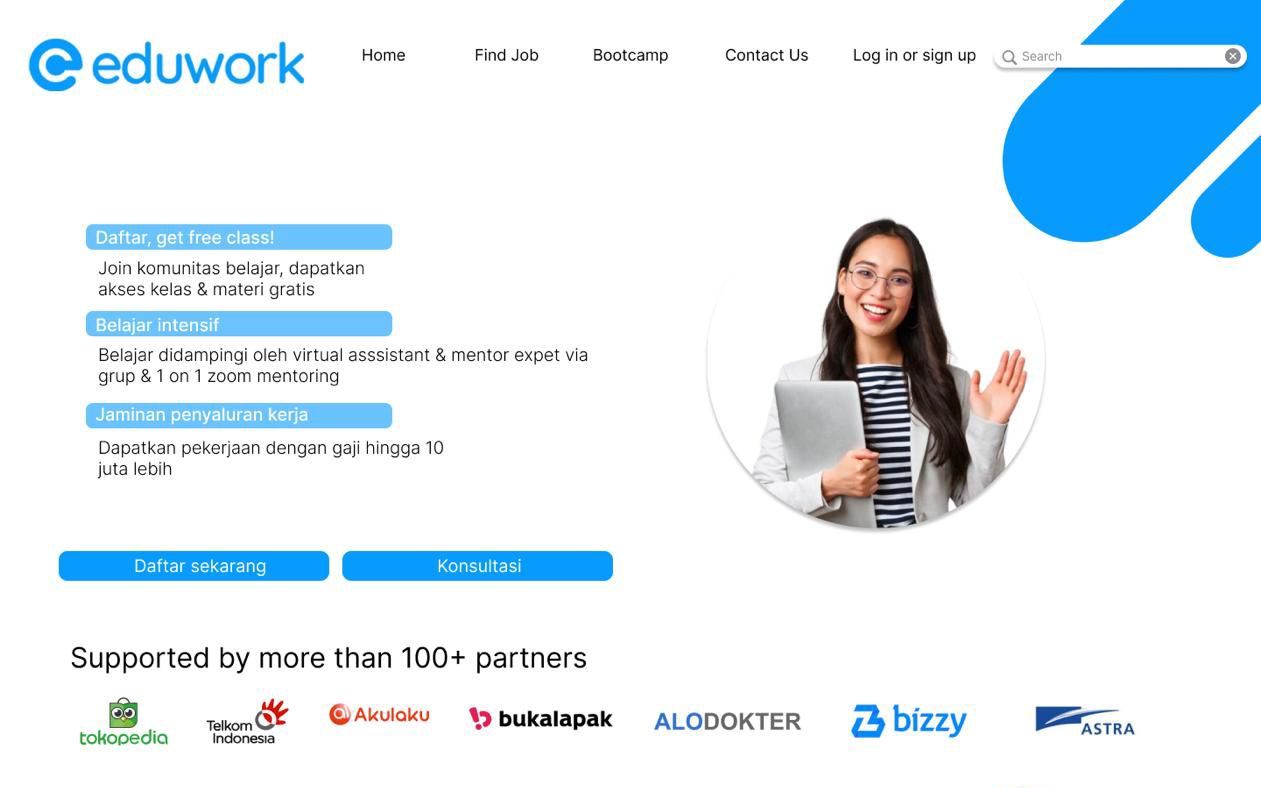 eduwork
Home
Find Job
Bootcamp
Contact Us
Log in or sign up
Search
Daftar, get free class!
Join komunitas belajar, dapatkan
akses kelas & materi gratis
Belajar intensif
Belajar didampingi oleh virtual asssistant & mentor expet via
grup & 1 on 1 zoom mentoring
Jaminan penyaluran kerja
Dapatkan pekerjaan dengan gaji hingga 10
juta lebih
Daftar sekarang
Konsultasi
Supported by more than 100+ partners
tokopedia
Telkom
Indonesia
Akulaku
bukalapak
ALODOKTER
bizzy
ASTRA